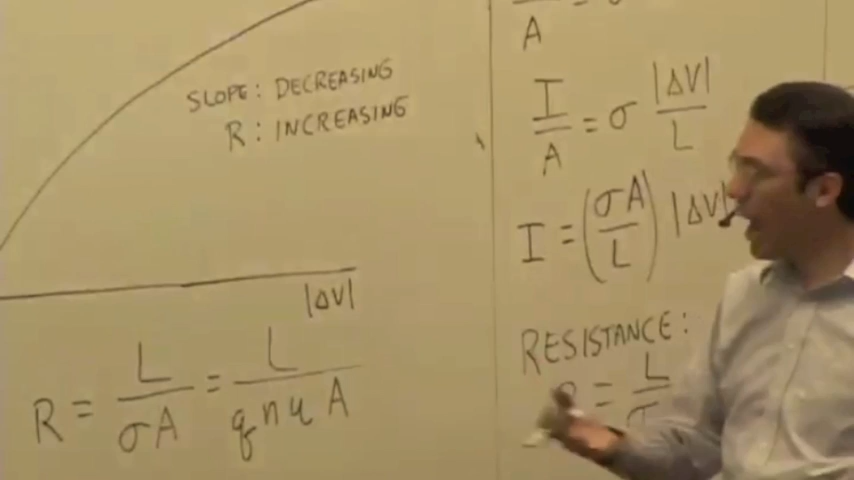 SLOPE: DECREASING
R: INCREASING
|ΔV|
R = L/σA = L/qnuA
A
I/A = σ |ΔV|/L
I = (σA/L) |ΔV|
RESISTANCE:
R = L/σ